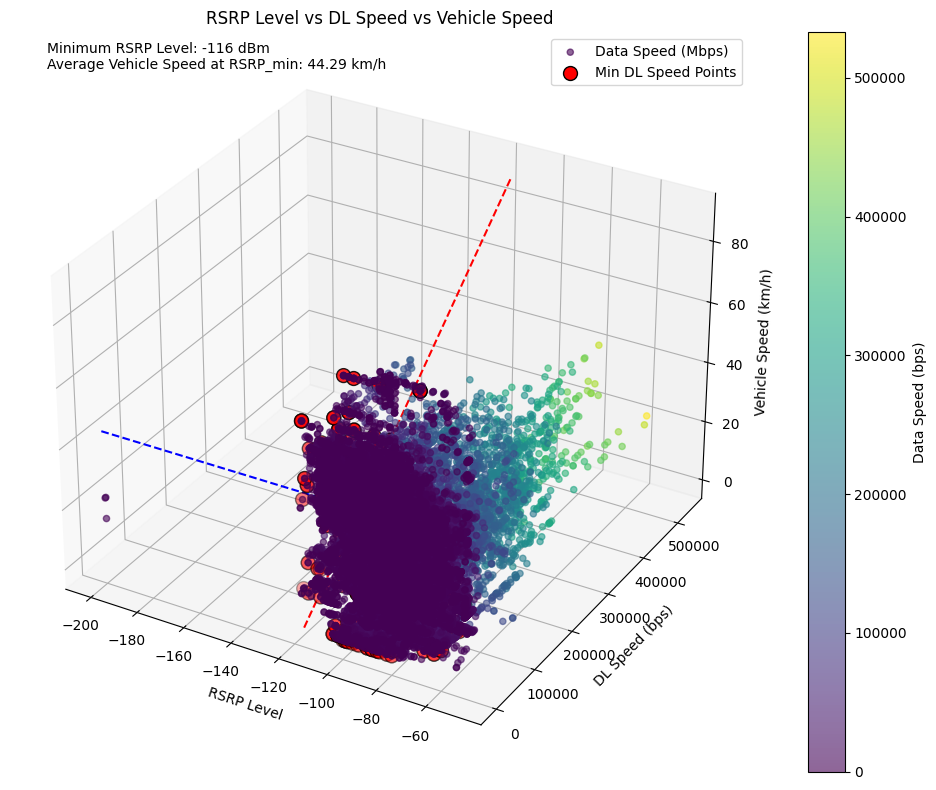 RSRP Level vs DL Speed vs Vehicle Speed
Minimum RSRP Level: -116 dBm
Average Vehicle Speed at RSRP_min: 44.29 km/h
Data Speed (Mbps)
Min DL Speed Points
80
60
40
20
0
Vehicle Speed (km/h)
500000
400000
300000
200000
100000
0
DL Speed (bps)
−200
−180
−160
−140
−120
−100
−80
−60
RSRP Level
500000
400000
300000
200000
100000
0
Data Speed (bps)